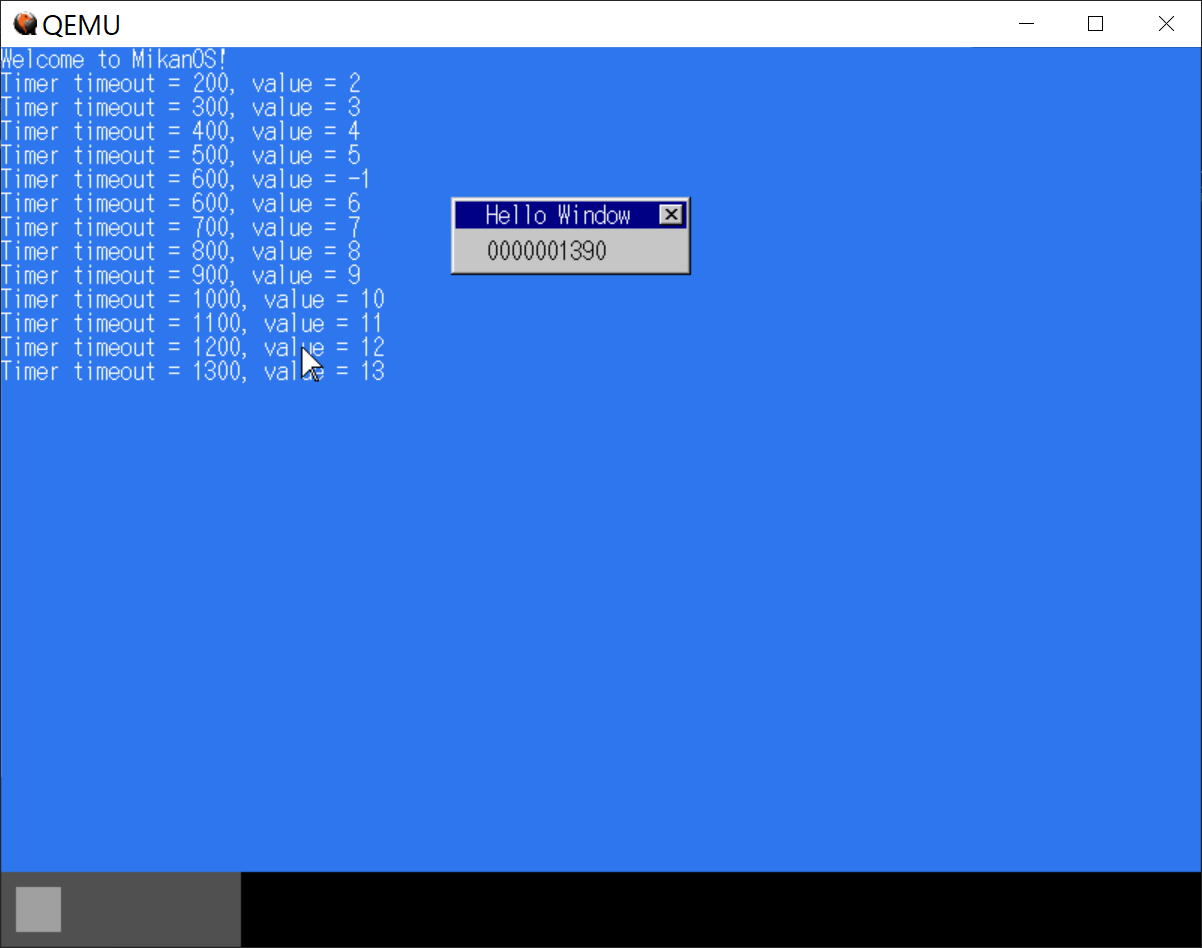 QEMU
Welcome to MikanOS!
Timer timeout = 200, value = 2
Timer timeout = 300, value = 3
Timer timeout = 400, value = 4
Timer timeout = 500, value = 5
Timer timeout = 600, value = -1
Timer timeout = 600, value = 6
Timer timeout = 700, value = 7
Timer timeout = 800, value = 8
Timer timeout = 900, value = 9
Timer timeout = 1000, value = 10
Timer timeout = 1100, value = 11
Timer timeout = 1200, value = 12
Timer timeout = 1300, value = 13
Hello Window
0000001390